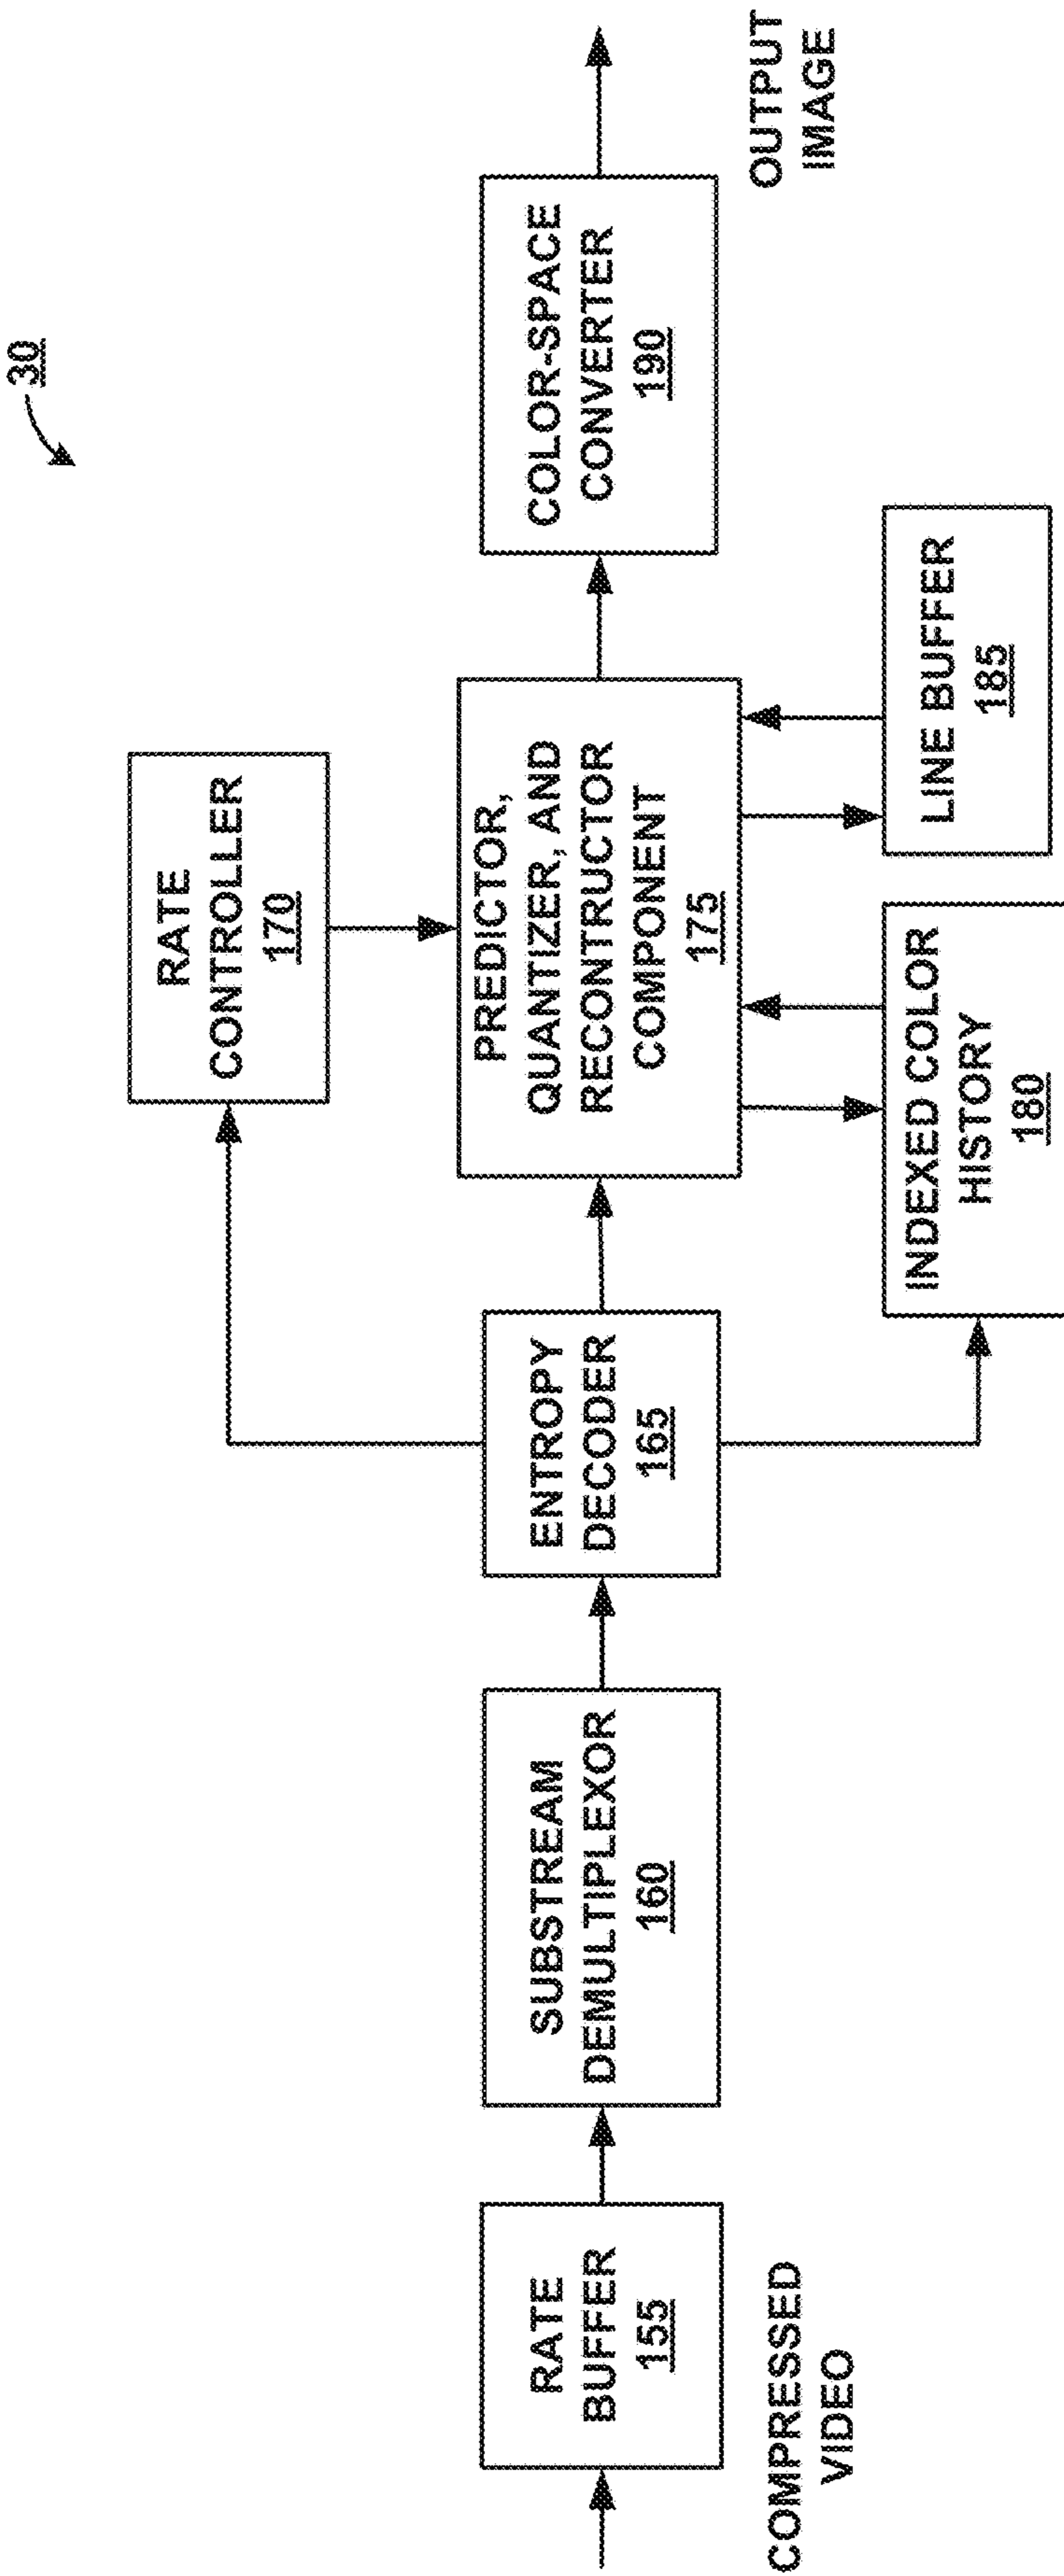 30
RATE
CONTROLLER
170
COMPRESSED
VIDEO
RATE
BUFFER
155
SUBSTREAM
DEMULTIPLEXOR
160
ENTROPY
DECODER
165
PREDICTOR,
QUANTIZER, AND
RECONTRUCTOR
COMPONENT
175
COLOR-SPACE
CONVERTER
190
OUTPUT
IMAGE
INDEXED COLOR
HISTORY
180
LINE BUFFER
185